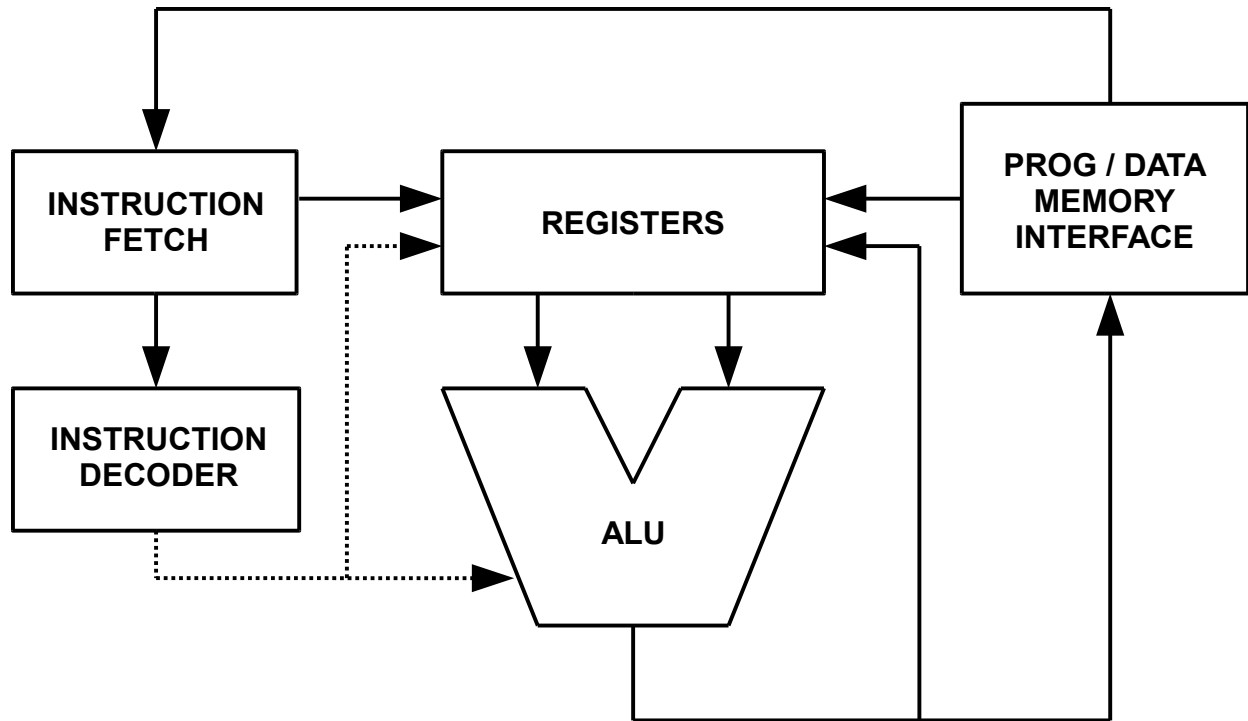 INSTRUCTION
FETCH
REGISTERS
PROG / DATA
MEMORY
INTERFACE
INSTRUCTION
DECODER
ALU